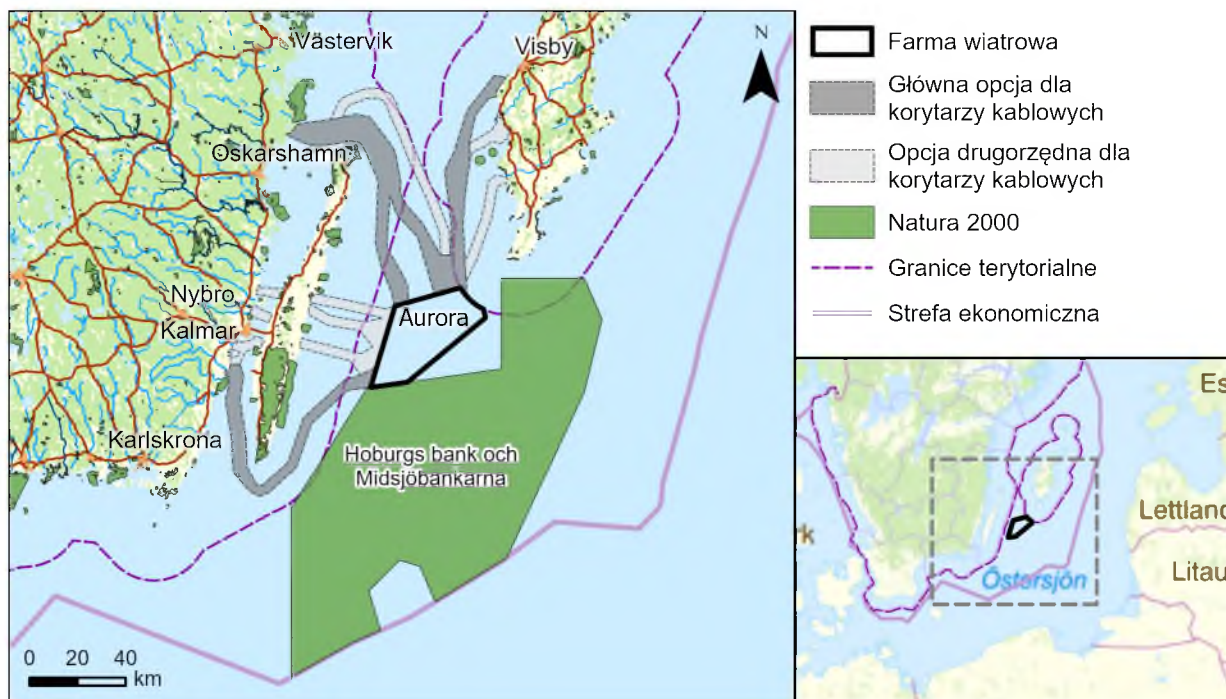 Västervik
Visby
N
Oskarshamn
Nybro
Kalmar
Aurora
Karlskrona
Hoburgs bank och
Midsjöbankarna
0 20 40
km
Farma wiatrowa
Główna opcja dla
korytarzy kablowych
Opcja drugorzędna dla
korytarzy kablowych
Natura 2000
Granice terytorialne
Strefa ekonomiczna
Es
Lettland
rk
Litau
Östersjön